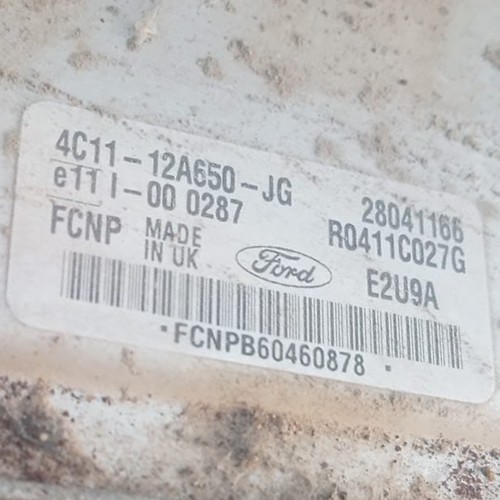 4C11-12A650-JG 28041166
e11 I-00 0287 R0411C027G
FCNP MADE IN UK Ford E2U9A
*FCNPB60460878*